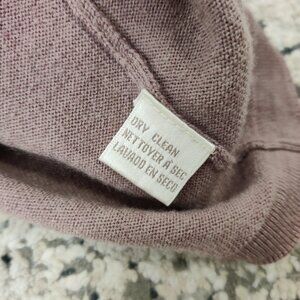 DRY CLEAN
NETTOYER À SEC
LAVADO EN SECO